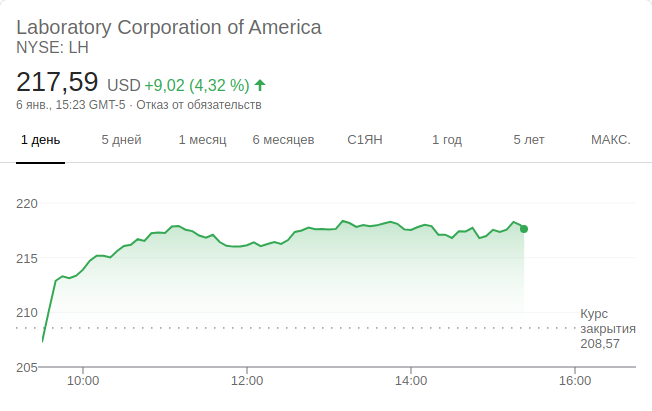 Laboratory Corporation of America
NYSE: LH
217,59 USD +9,02 (4,32 %)
6 янв., 15:23 GMT-5 · Отказ от обязательств
1 день 5 дней 1 месяц 6 месяцев С1ЯН 1 год 5 лет МАКС.
220
215
210
205
Курс
закрытия
208,57
10:00 12:00 14:00 16:00